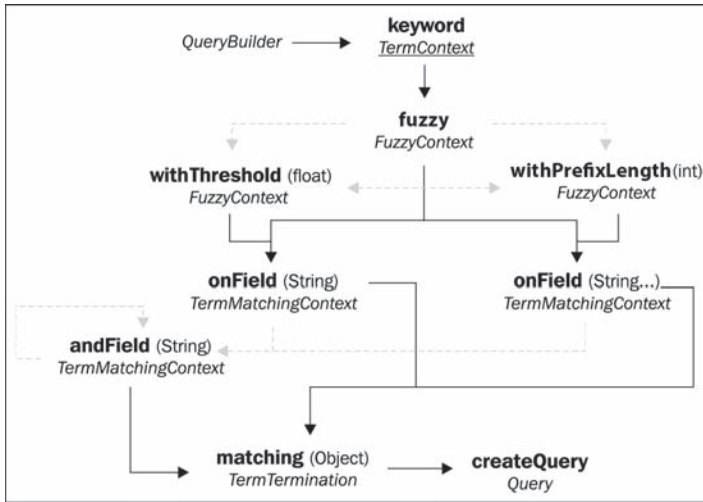 keyword
QueryBuilder
TermContext
fuzzy
FuzzyContext
withThreshold (float)
FuzzyContext
withPrefixLength(int)
FuzzyContext
onField (String)
TermMatchingContext
onField (String...)
TermMatchingContext
andField (String)
TermMatchingContext
matching (Object)
TermTermination
createQuery
Query